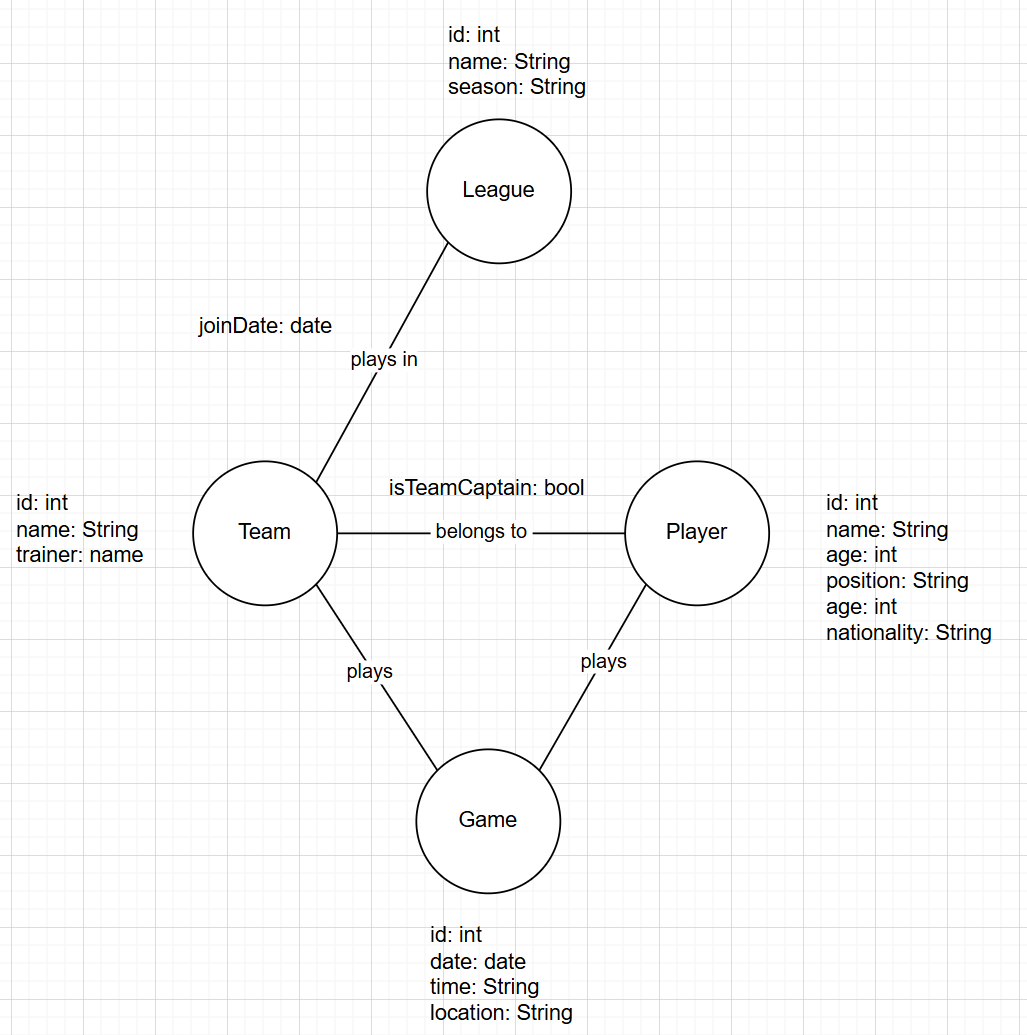 id: int
name: String
season: String
League
joinDate: date
plays in
isTeamCaptain: bool
id: int
name: String
trainer: name
Team
belongs to
Player
id: int
name: String
age: int
position: String
age: int
nationality: String
plays
plays
Game
id: int
date: date
time: String
location: String